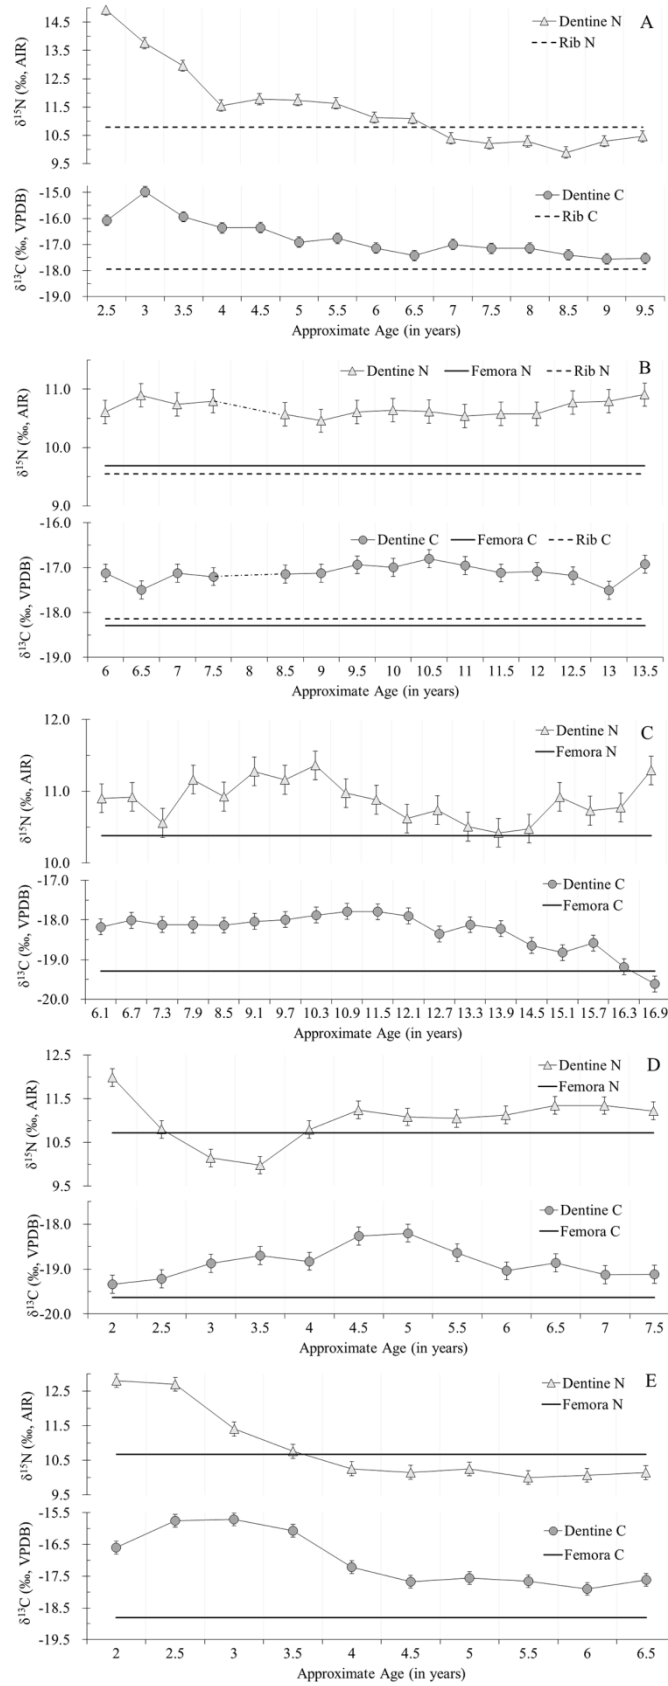 A
Dentine N
Rib N
δ¹⁵N (‰, AIR)
14.5
13.5
12.5
11.5
10.5
9.5
Dentine C
Rib C
δ¹³C (‰, VPDB)
-15.0
-16.0
-17.0
-18.0
-19.0
2.5 3 3.5 4 4.5 5 5.5 6 6.5 7 7.5 8 8.5 9 9.5
Approximate Age (in years)
B
Dentine N Femora N Rib N
δ¹⁵N (‰, AIR)
11.0
10.0
9.0
Dentine C Femora C Rib C
δ¹³C (‰, VPDB)
-16.0
-17.0
-18.0
-19.0
6 6.5 7 7.5 8 8.5 9 9.5 10 10.5 11 11.5 12 12.5 13 13.5
Approximate Age (in years)
C
Dentine N
Femora N
δ¹⁵N (‰, AIR)
12.0
11.0
10.0
Dentine C
Femora C
δ¹³C (‰, VPDB)
-17.0
-18.0
-19.0
-20.0
6.1 6.7 7.3 7.9 8.5 9.1 9.7 10.3 10.9 11.5 12.1 12.7 13.3 13.9 14.5 15.1 15.7 16.3 16.9
Approximate Age (in years)
D
Dentine N
Femora N
δ¹⁵N (‰, AIR)
12.5
11.5
10.5
9.5
Dentine C
Femora C
δ¹³C (‰, VPDB)
-18.0
-19.0
-20.0
2 2.5 3 3.5 4 4.5 5 5.5 6 6.5 7 7.5
Approximate Age (in years)
E
Dentine N
Femora N
δ¹⁵N (‰, AIR)
12.5
11.5
10.5
9.5
Dentine C
Femora C
δ¹³C (‰, VPDB)
-15.5
-16.5
-17.5
-18.5
-19.5
2 2.5 3 3.5 4 4.5 5 5.5 6 6.5
Approximate Age (in years)